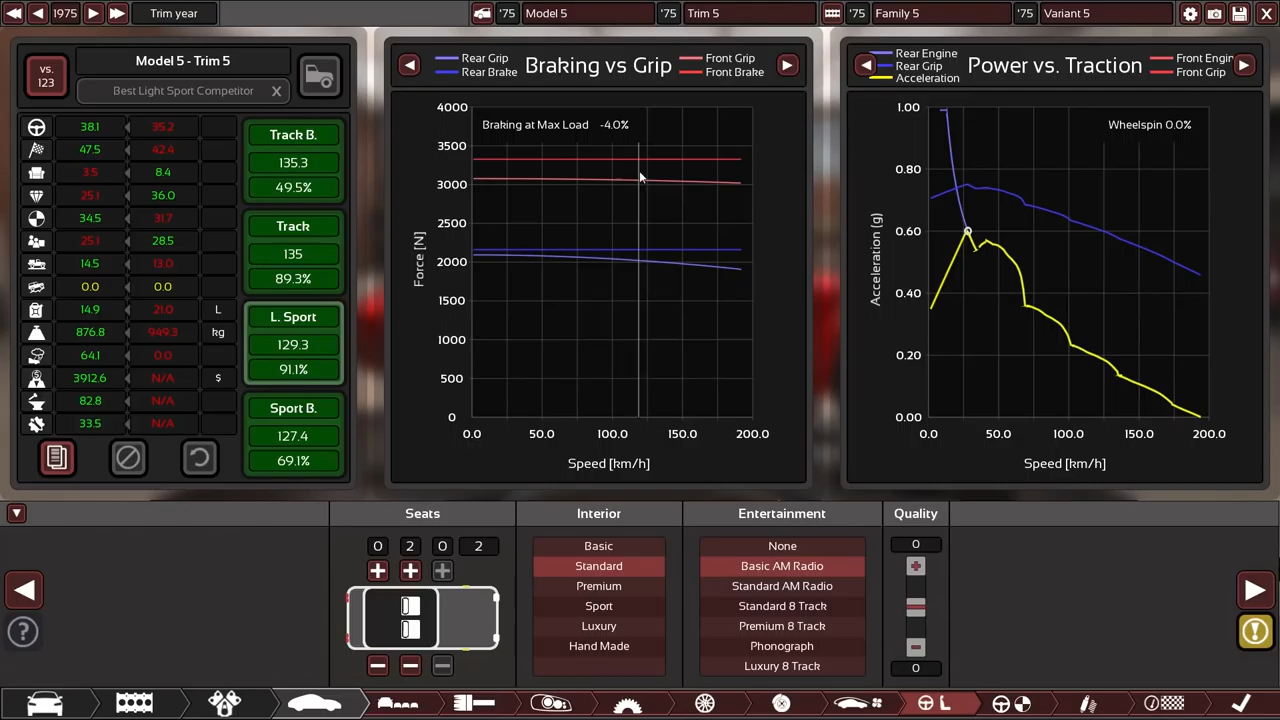 1975
Trim year
'75
Model 5
'75
Trim 5
'75
Family 5
'75
Variant 5
vs.
123
Model 5 - Trim 5
Best Light Sport Competitor
X
38.1 35.2
47.5 42.4
3.5 8.4
25.1 36.0
34.5 31.7
25.1 28.5
14.5 13.0
0.0 0.0
14.9 21.0 L
876.8 949.3 kg
64.1 0.0
3912.6 N/A $
82.8 N/A
33.5 N/A
Track B.
135.3
49.5%
Track
135
89.3%
L. Sport
129.3
91.1%
Sport B.
127.4
69.1%
Rear Grip
Rear Brake
Braking vs Grip
Front Grip
Front Brake
Braking at Max Load -4.0%
4000
3500
3000
2500
2000
1500
1000
500
0
Force [N]
0.0 50.0 100.0 150.0 200.0
Speed [km/h]
Rear Engine
Rear Grip
Acceleration
Power vs. Traction
Front Engin
Front Grip
Wheelspin 0.0%
1.00
0.80
0.60
0.40
0.20
0.00
Acceleration (g)
0.0 50.0 100.0 150.0 200.0
Speed [km/h]
Seats
0 2 0 2
Interior
Basic
Standard
Premium
Sport
Luxury
Hand Made
Entertainment
None
Basic AM Radio
Standard AM Radio
Standard 8 Track
Premium 8 Track
Phonograph
Luxury 8 Track
Quality
0
0